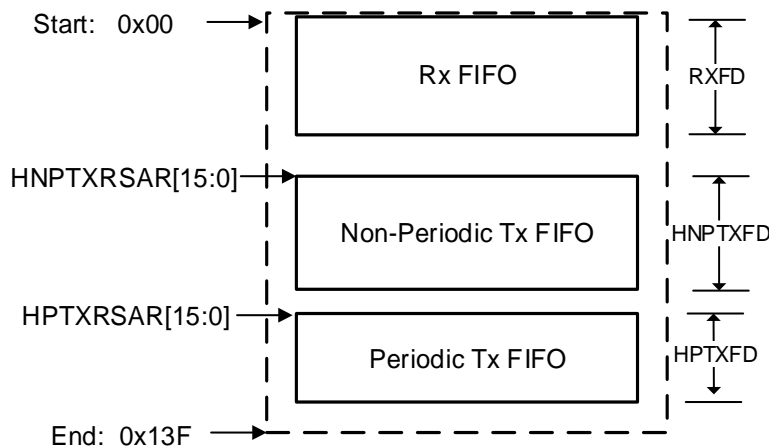 Start: 0x00
Rx FIFO
RXFD
HNPTXRSAR[15:0]
Non-Periodic Tx FIFO
HNPTXFD
HPTXRSAR[15:0]
Periodic Tx FIFO
HPTXFD
End: 0x13F